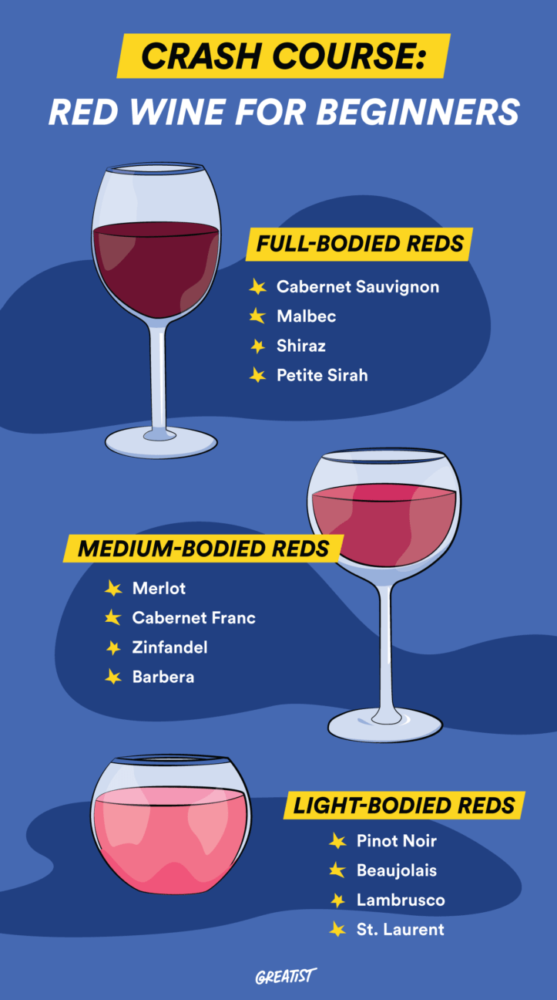 CRASH COURSE:
RED WINE FOR BEGINNERS
FULL-BODIED REDS
Cabernet Sauvignon
Malbec
Shiraz
Petite Sirah
MEDIUM-BODIED REDS
Merlot
Cabernet Franc
Zinfandel
Barbera
LIGHT-BODIED REDS
Pinot Noir
Beaujolais
Lambrusco
St. Laurent
GREATIST